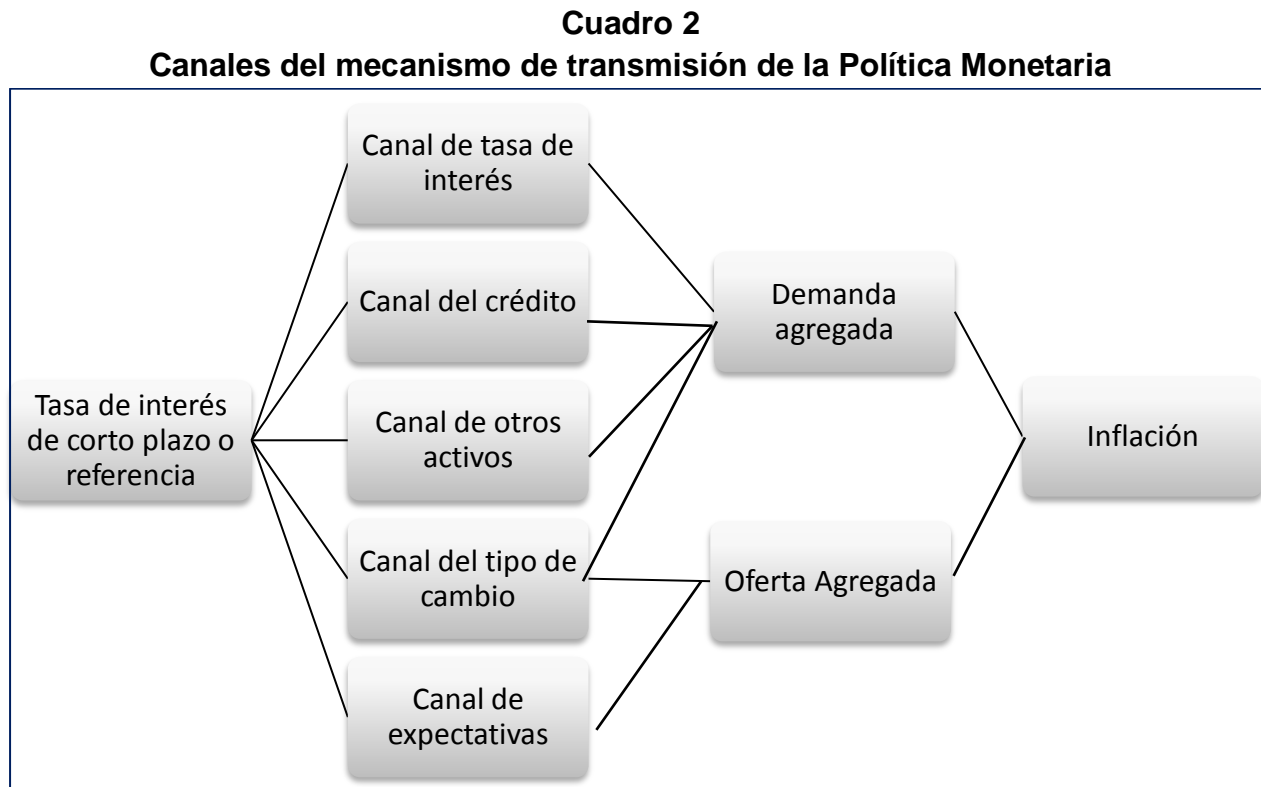 Cuadro 2
Canales del mecanismo de transmisión de la Política Monetaria
Tasa de interés
de corto plazo o
referencia
Canal de tasa de
interés
Canal del crédito
Canal de otros
activos
Canal del tipo de
cambio
Canal de
expectativas
Demanda
agregada
Oferta Agregada
Inflación